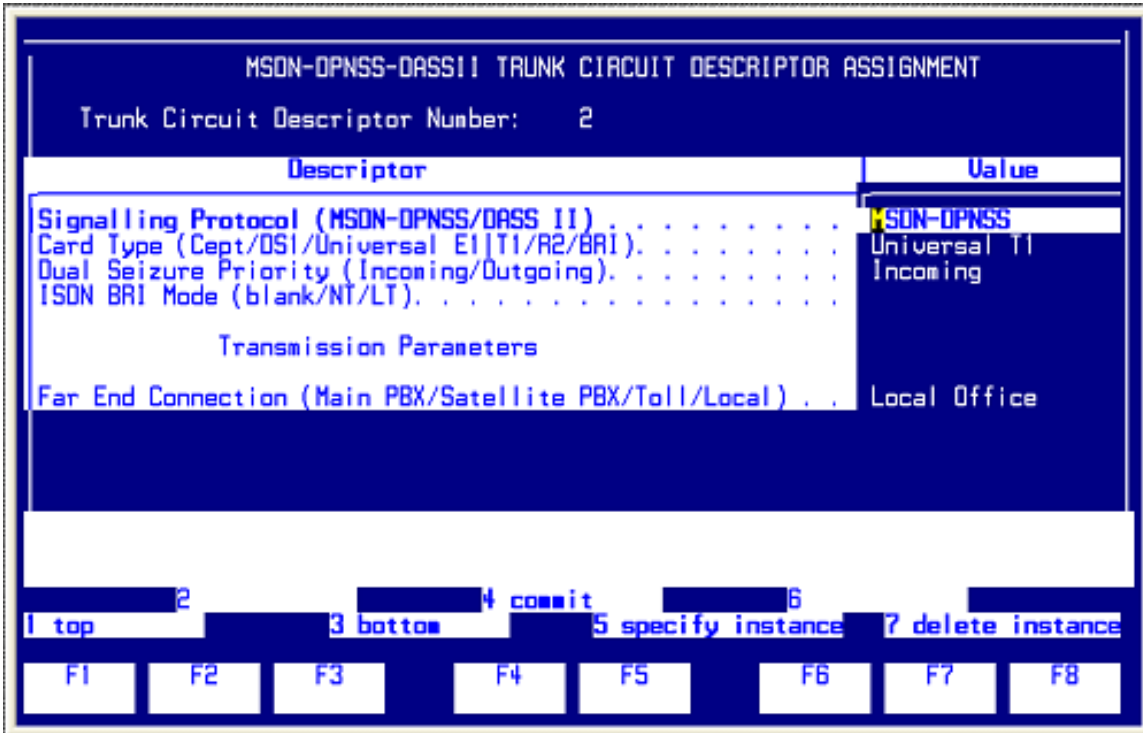 MSDN-DPNSS-DASSII TRUNK CIRCUIT DESCRIPTOR ASSIGNMENT
Trunk Circuit Descriptor Number: 2
Descriptor Value
Signalling Protocol (MSDN-DPNSS/DASS II) . . . . . . . . . MSDN-DPNSS
Card Type (Cept/DS1/Universal E1|T1/R2/BRI). . . . . . . . Universal T1
Dual Seizure Priority (Incoming/Outgoing). . . . . . . . . Incoming
ISDN BRI Mode (blank/NT/LT). . . . . . . . . . . . . . . .
Transmission Parameters
Far End Connection (Main PBX/Satellite PBX/Toll/Local) . . Local Office
2 4 commit 6
1 top 3 bottom 5 specify instance 7 delete instance
F1 F2 F3 F4 F5 F6 F7 F8